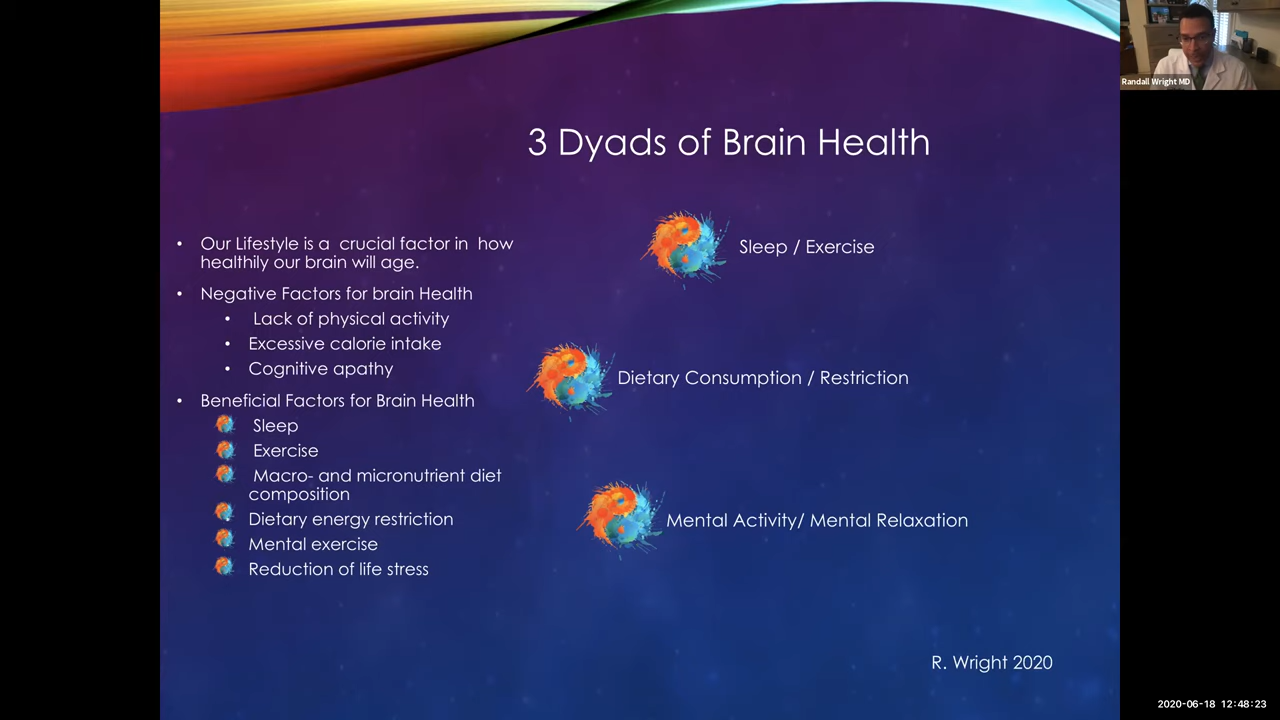 Randall Wright MD
3 Dyads of Brain Health
• Our Lifestyle is a crucial factor in how
healthily our brain will age.
• Negative Factors for brain Health
• Lack of physical activity
• Excessive calorie intake
• Cognitive apathy
• Beneficial Factors for Brain Health
Sleep
Exercise
Macro- and micronutrient diet
composition
Dietary energy restriction
Mental exercise
Reduction of life stress
Sleep / Exercise
Dietary Consumption / Restriction
Mental Activity/ Mental Relaxation
R. Wright 2020
2020-06-18 12:48:23